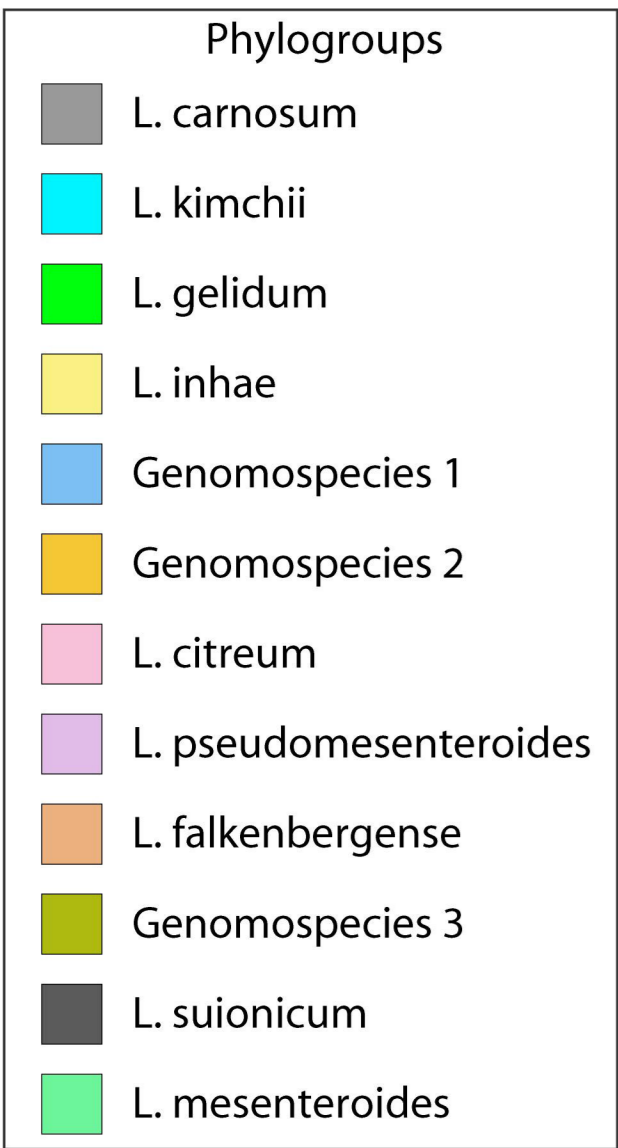 Phylogroups
L. carnosum
L. kimchii
L. gelidum
L. inhae
Genomospecies 1
Genomospecies 2
L. citreum
L. pseudomesenteroides
L. falkenbergense
Genomospecies 3
L. suionicum
L. mesenteroides